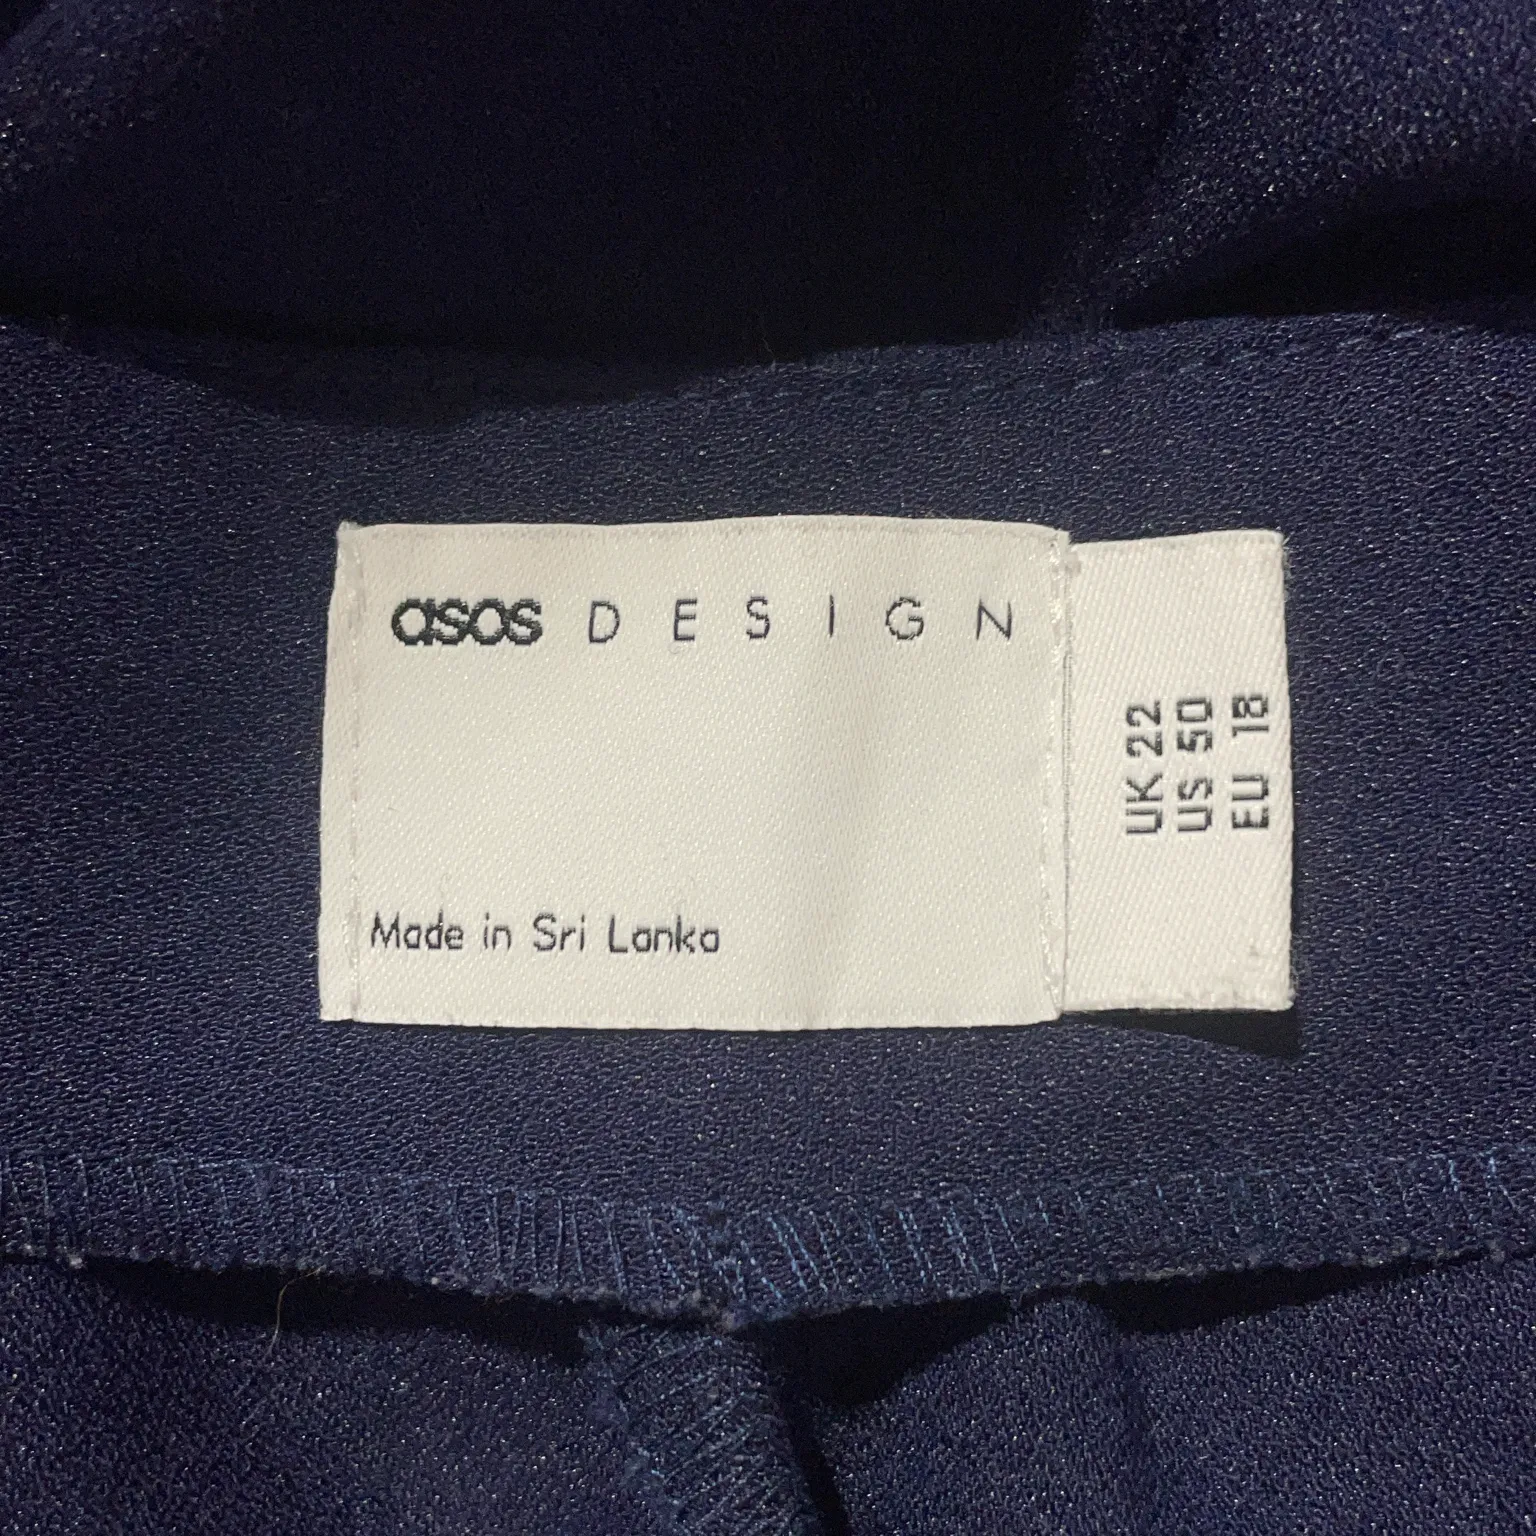 asos DESIGN
Made in Sri Lanka
UK 22
US 50
EU 18